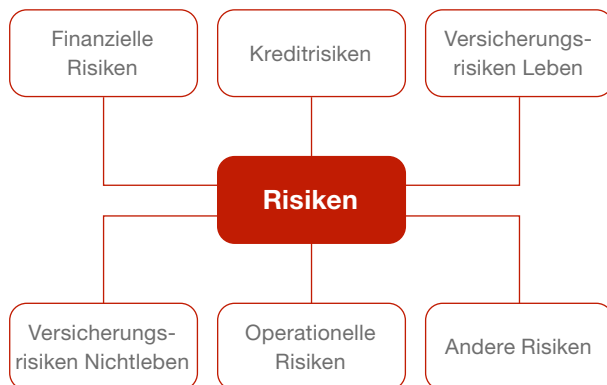 Finanzielle
Risiken
Kreditrisiken
Versicherungs-
risiken Leben
Risiken
Versicherungs-
risiken Nichtleben
Operationelle
Risiken
Andere Risiken